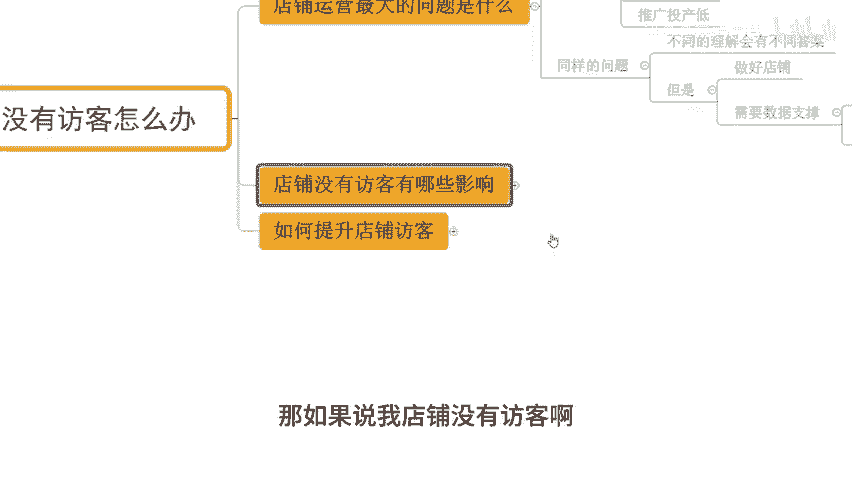 店铺运营最大的问题是什么
推广投产低
不同的理解会有不同答案
同样的问题
做好店铺
但是
需要数据支撑
没有访客怎么办
店铺没有访客有哪些影响
如何提升店铺访客
那如果说我店铺没有访客啊